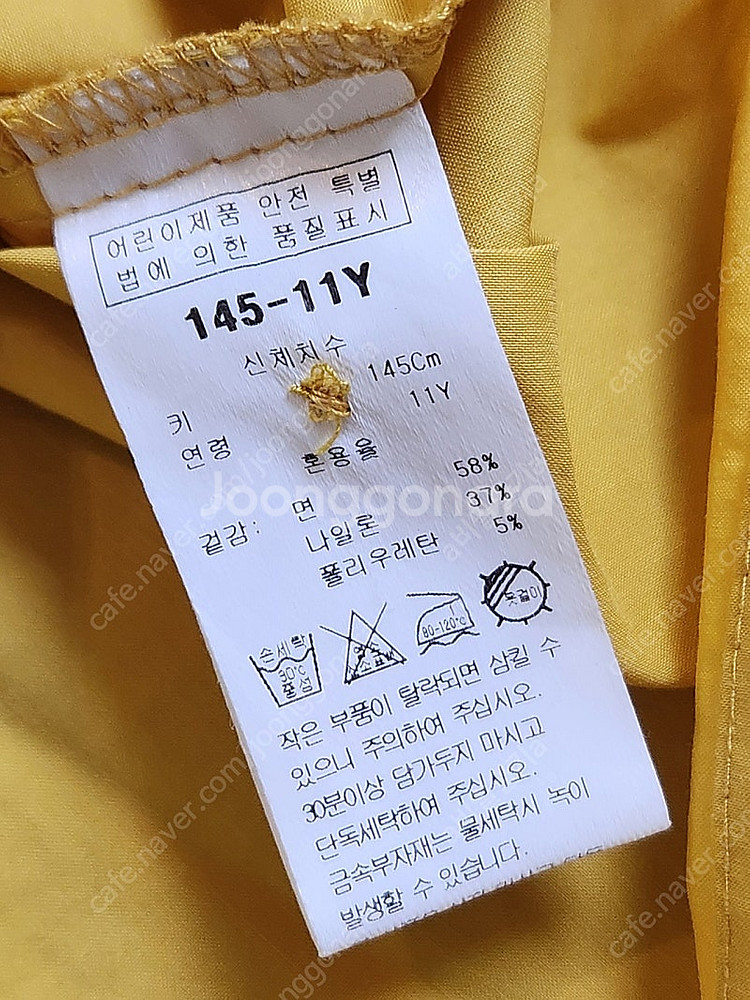 어린이제품 안전 특별
법에 의한 품질표시
145-11Y
신체치수
키 145Cm
연령 11Y
혼용율
겉감: 면 58%
나일론 37%
폴리우레탄 5%
손세탁
30℃
중성
80-120℃
옷걸이
작은 부품이 탈락되면 삼킬 수
있으니 주의하여 주십시오.
30분이상 담가두지 마시고
단독세탁하여 주십시오.
금속부자재는 물세탁시 녹이
발생할 수 있습니다.
Joonggonara
cafe.naver.com/joonggonara